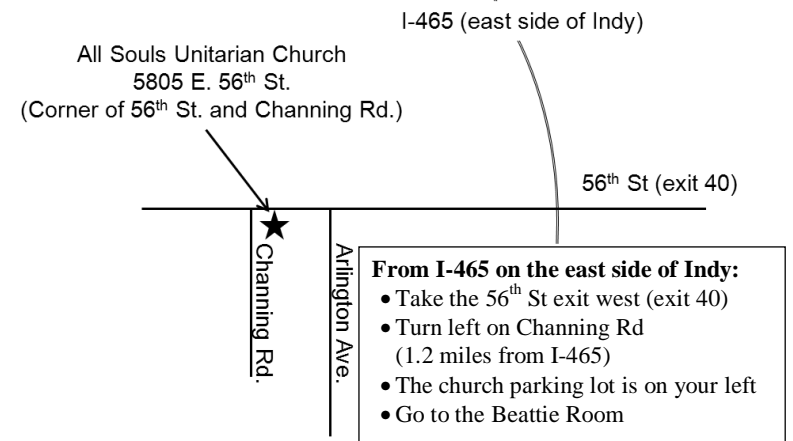 I-465 (east side of Indy)
All Souls Unitarian Church
5805 E. 56th St.
(Corner of 56th St. and Channing Rd.)
56th St (exit 40)
Channing Rd.
Arlington Ave.
From I-465 on the east side of Indy:
• Take the 56th St exit west (exit 40)
• Turn left on Channing Rd
(1.2 miles from I-465)
• The church parking lot is on your left
• Go to the Beattie Room